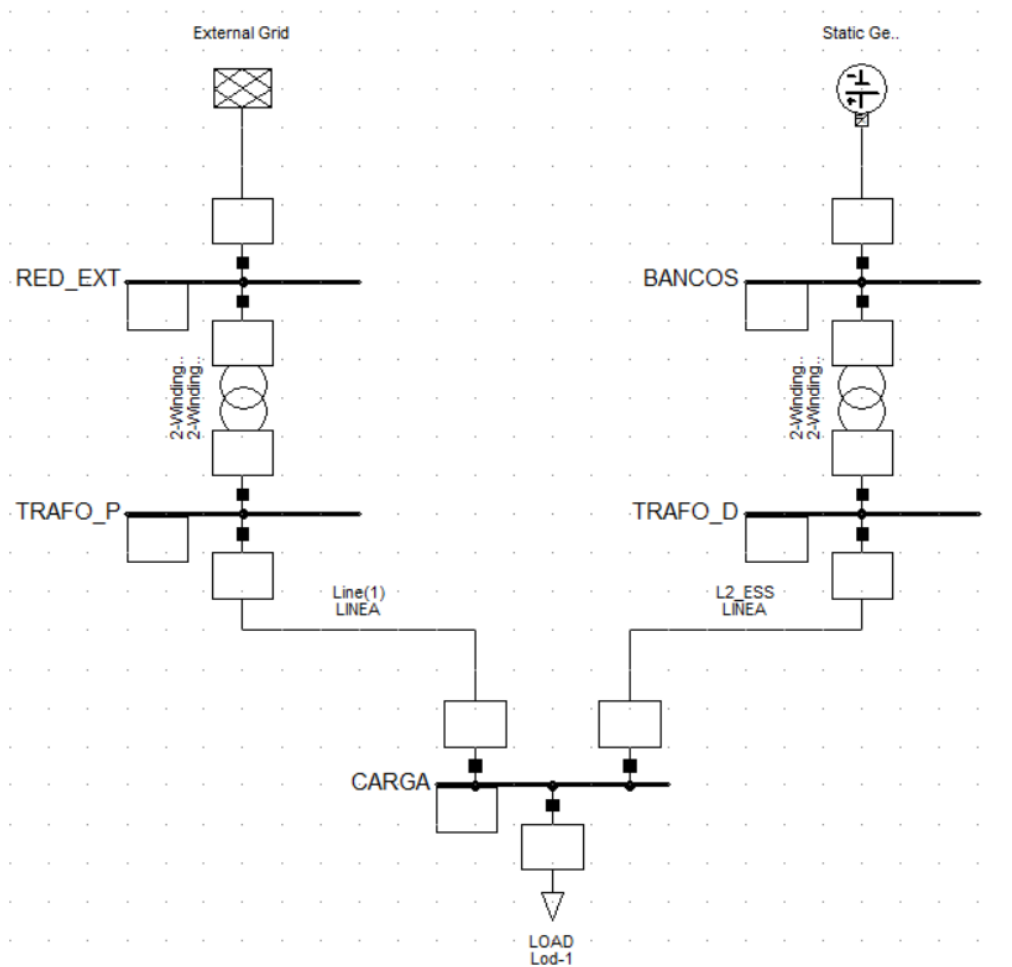 External Grid
Static Ge..
RED_EXT
BANCOS
2-Winding..
2-Winding..
2-Winding..
2-Winding..
TRAFO_P
TRAFO_D
Line(1)
LINEA
L2_ESS
LINEA
CARGA
LOAD
Lod-1